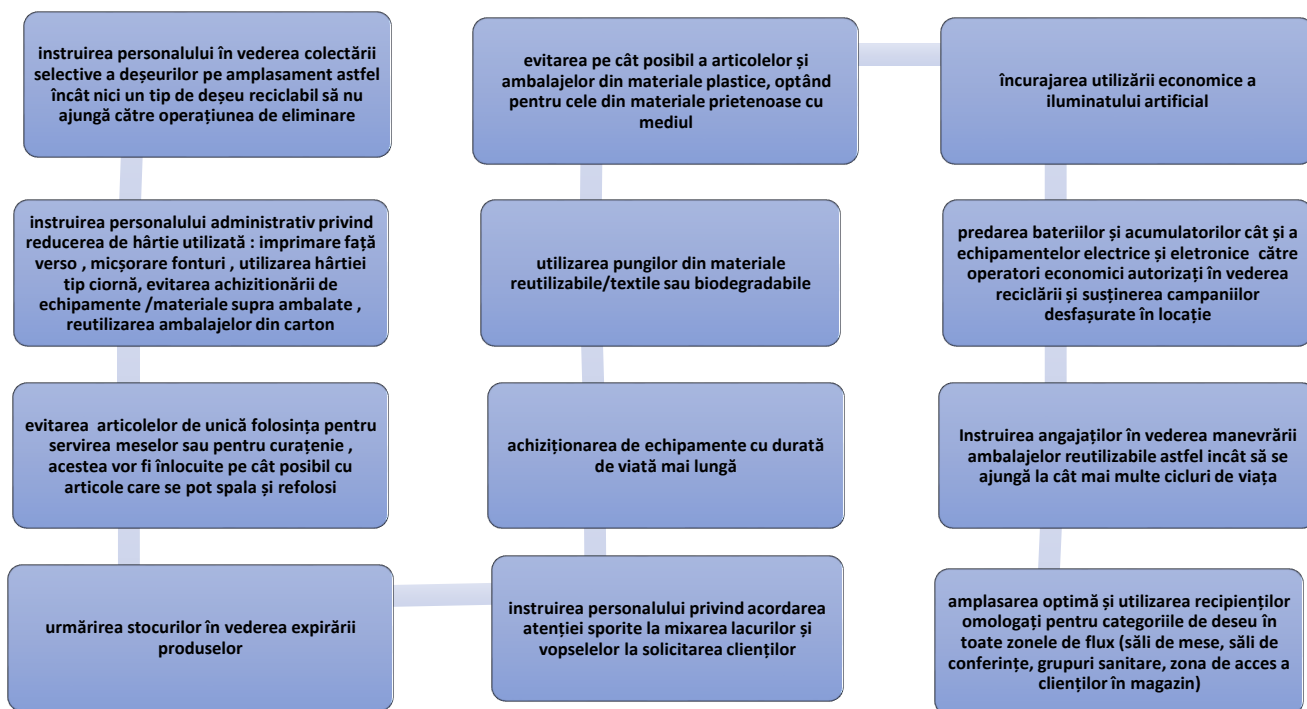 instruirea personalului în vederea colectării
selective a deșeurilor pe amplasament astfel
încât nici un tip de deșeu reciclabil să nu
ajungă către operațiunea de eliminare
instruirea personalului administrativ privind
reducerea de hârtie utilizată : imprimare față
verso , micșorare fonturi , utilizarea hârtiei
tip ciornă, evitarea achizitionării de
echipamente /materiale supra ambalate ,
reutilizarea ambalajelor din carton
evitarea articolelor de unică folosința pentru
servirea meselor sau pentru curațenie ,
acestea vor fi înlocuite pe cât posibil cu
articole care se pot spala și refolosi
urmărirea stocurilor în vederea expirării
produselor
instruirea personalului privind acordarea
atenției sporite la mixarea lacurilor și
vopselelor la solicitarea clienților
achiziționarea de echipamente cu durată
de viată mai lungă
utilizarea pungilor din materiale
reutilizabile/textile sau biodegradabile
evitarea pe cât posibil a articolelor și
ambalajelor din materiale plastice, optând
pentru cele din materiale prietenoase cu
mediul
încurajarea utilizării economice a
iluminatului artificial
predarea bateriilor și acumulatorilor cât și a
echipamentelor electrice și eletronice către
operatori economici autorizați în vederea
reciclării și susținerea campaniilor
desfașurate în locație
Instruirea angajaților în vederea manevrării
ambalajelor reutilizabile astfel incât să se
ajungă la cât mai multe cicluri de viața
amplasarea optimă și utilizarea recipienților
omologați pentru categoriile de deseu în
toate zonele de flux (săli de mese, săli de
conferințe, grupuri sanitare, zona de acces a
clienților în magazin)